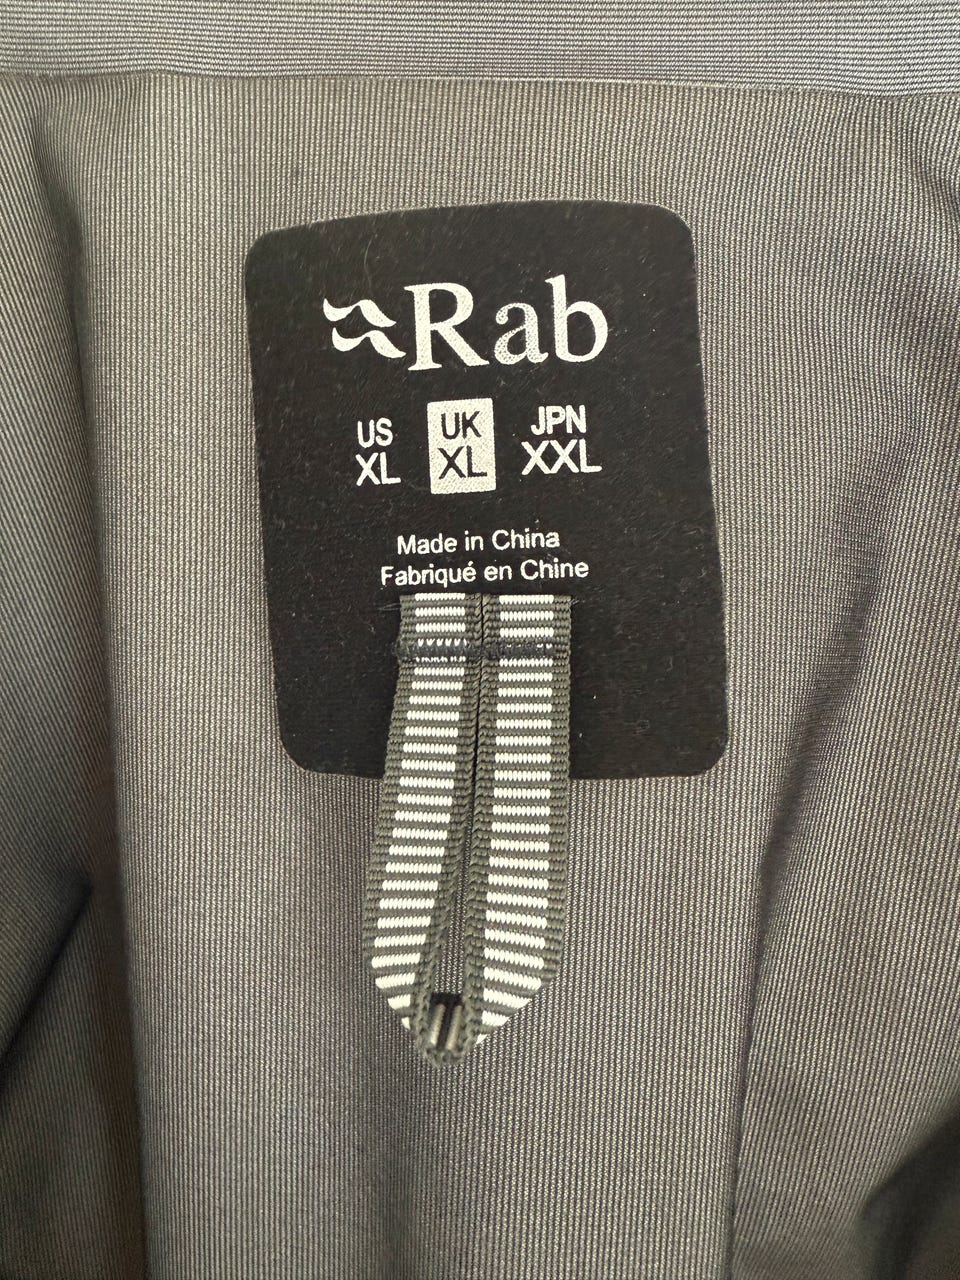 Rab
US UK JPN
XL XL XXL
Made in China
Fabriqué en Chine